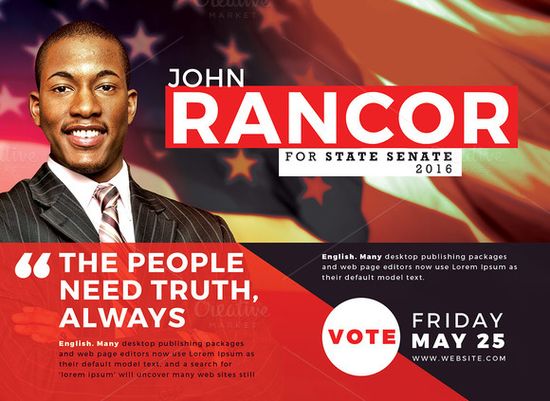 JOHN
RANCOR
FOR STATE SENATE
2016
“ THE PEOPLE
NEED TRUTH,
ALWAYS
English. Many desktop publishing packages
and web page editors now use Lorem Ipsum as
their default model text, and a search for
'lorem ipsum' will uncover many web sites still
English. Many desktop publishing packages
and web page editors now use Lorem Ipsum as
their default text.
VOTE
FRIDAY
MAY 25
WWW.WEBSITE.COM
Creative
MARKET